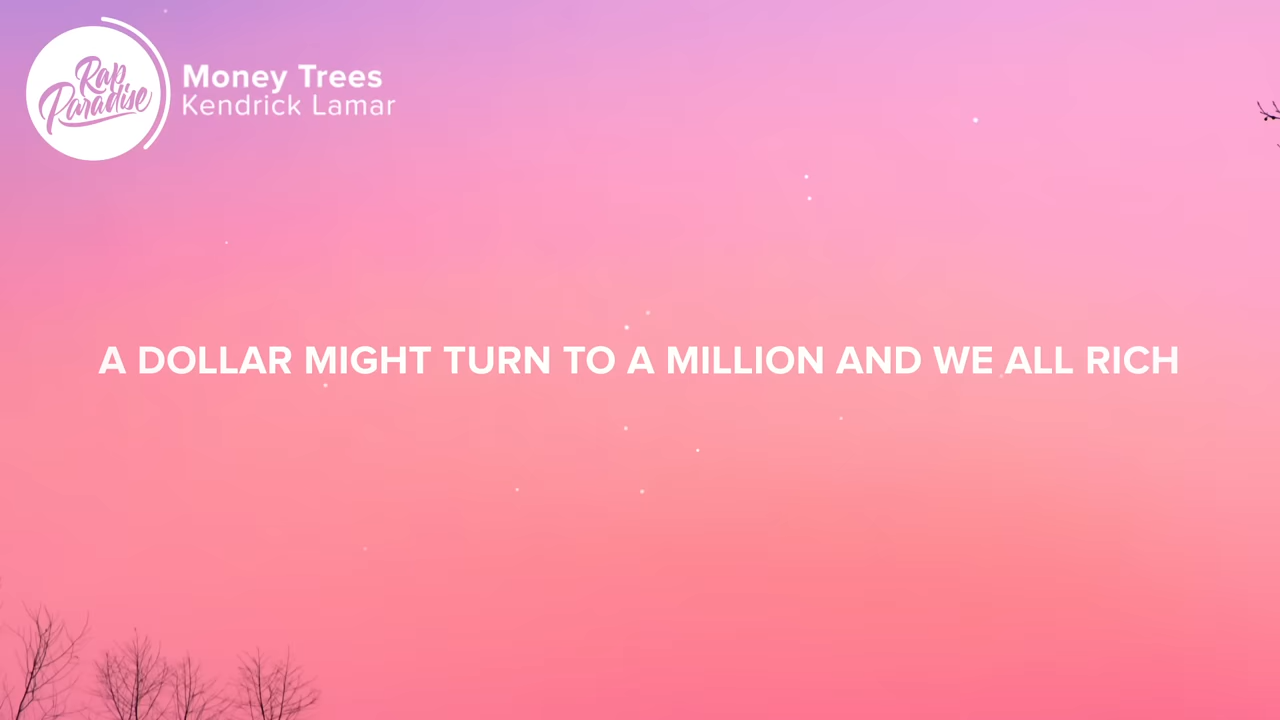 Rap
Paradise
Money Trees
Kendrick Lamar
A DOLLAR MIGHT TURN TO A MILLION AND WE ALL RICH